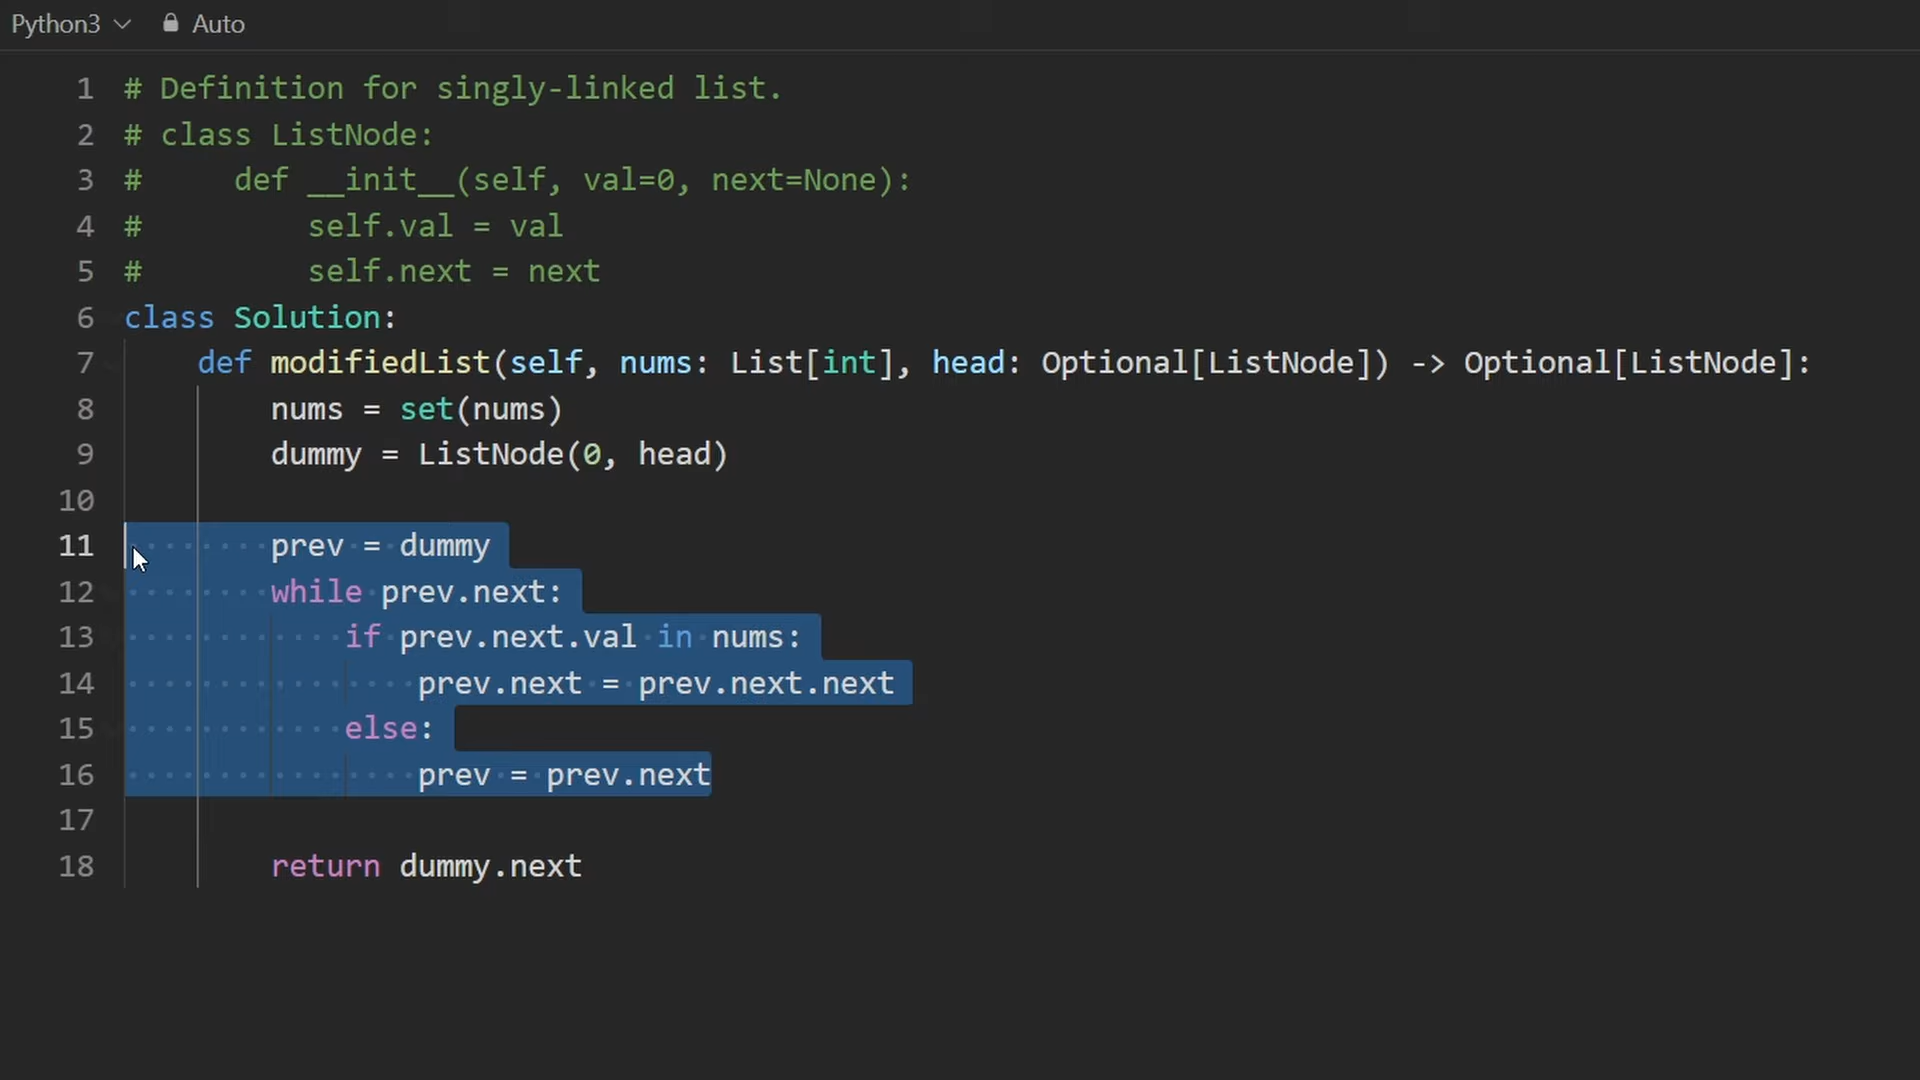 Python3 Auto
1 # Definition for singly-linked list.
2 # class ListNode:
3 #     def __init__(self, val=0, next=None):
4 #         self.val = val
5 #         self.next = next
6 class Solution:
7     def modifiedList(self, nums: List[int], head: Optional[ListNode]) -> Optional[ListNode]:
8         nums = set(nums)
9         dummy = ListNode(0, head)
10
11         prev = dummy
12         while prev.next:
13             if prev.next.val in nums:
14                 prev.next = prev.next.next
15             else:
16                 prev = prev.next
17
18         return dummy.next